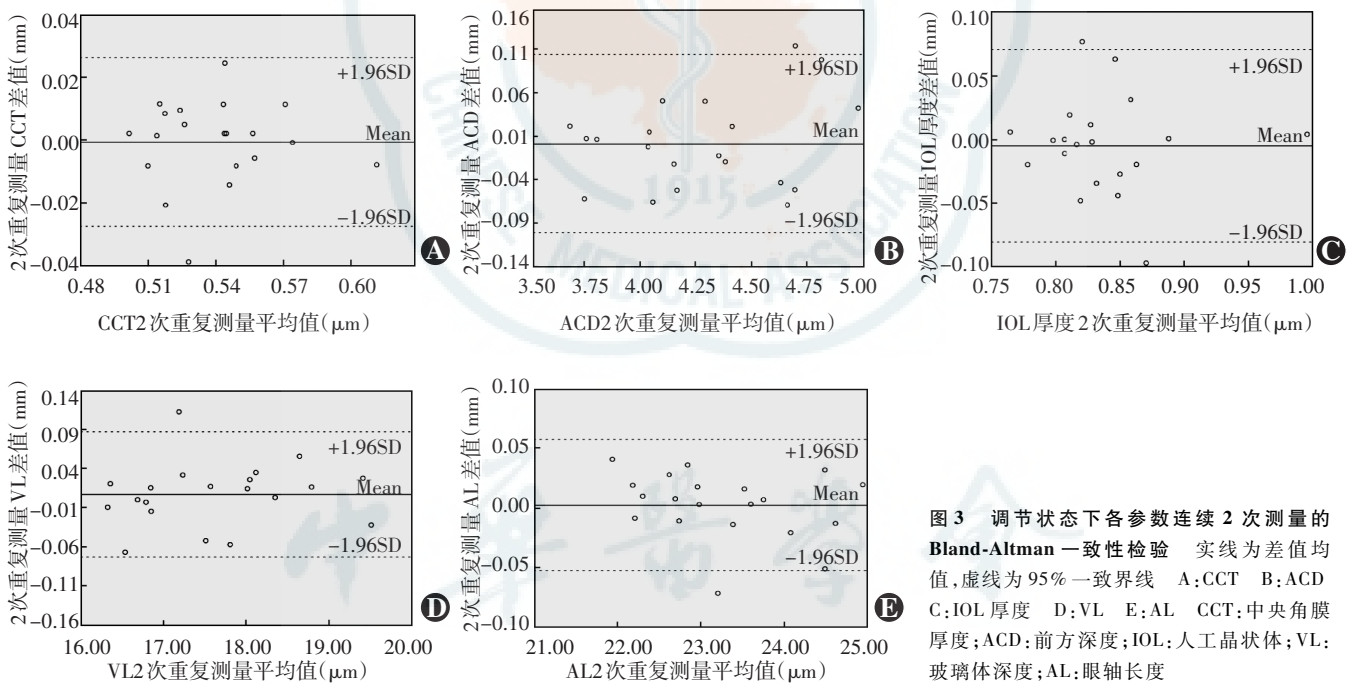 2次重复测量CCT差值(mm)
0.04
0.02
0.00
−0.02
−0.04
+1.96SD
Mean
−1.96SD
A
0.48 0.51 0.54 0.57 0.60
CCT2次重复测量平均值(μm)
2次重复测量ACD差值(mm)
0.16
0.11
0.06
0.01
−0.04
−0.09
−0.14
+1.96SD
Mean
−1.96SD
B
3.50 3.75 4.00 4.25 4.50 4.75 5.00
ACD2次重复测量平均值(μm)
2次重复测量IOL厚度差值(mm)
0.10
0.05
0.00
−0.05
−0.10
+1.96SD
Mean
−1.96SD
C
0.75 0.80 0.85 0.90 0.95 1.00
IOL厚度2次重复测量平均值(μm)
2次重复测量VL差值(mm)
0.14
0.09
0.04
−0.01
−0.06
−0.11
−0.16
+1.96SD
Mean
−1.96SD
D
16.00 17.00 18.00 19.00 20.00
VL2次重复测量平均值(μm)
2次重复测量AL差值(mm)
0.10
0.05
0.00
−0.05
−0.10
+1.96SD
Mean
−1.96SD
E
21.00 22.00 23.00 24.00 25.00
AL2次重复测量平均值(μm)
图3 调节状态下各参数连续2次测量的
Bland-Altman一致性检验 实线为差值均
值,虚线为95%一致界线 A:CCT B:ACD
C:IOL厚度 D:VL E:AL CCT:中央角膜
厚度;ACD:前方深度;IOL:人工晶状体;VL:
玻璃体深度;AL:眼轴长度
1915
CHINESE MEDICAL ASSOCIATION